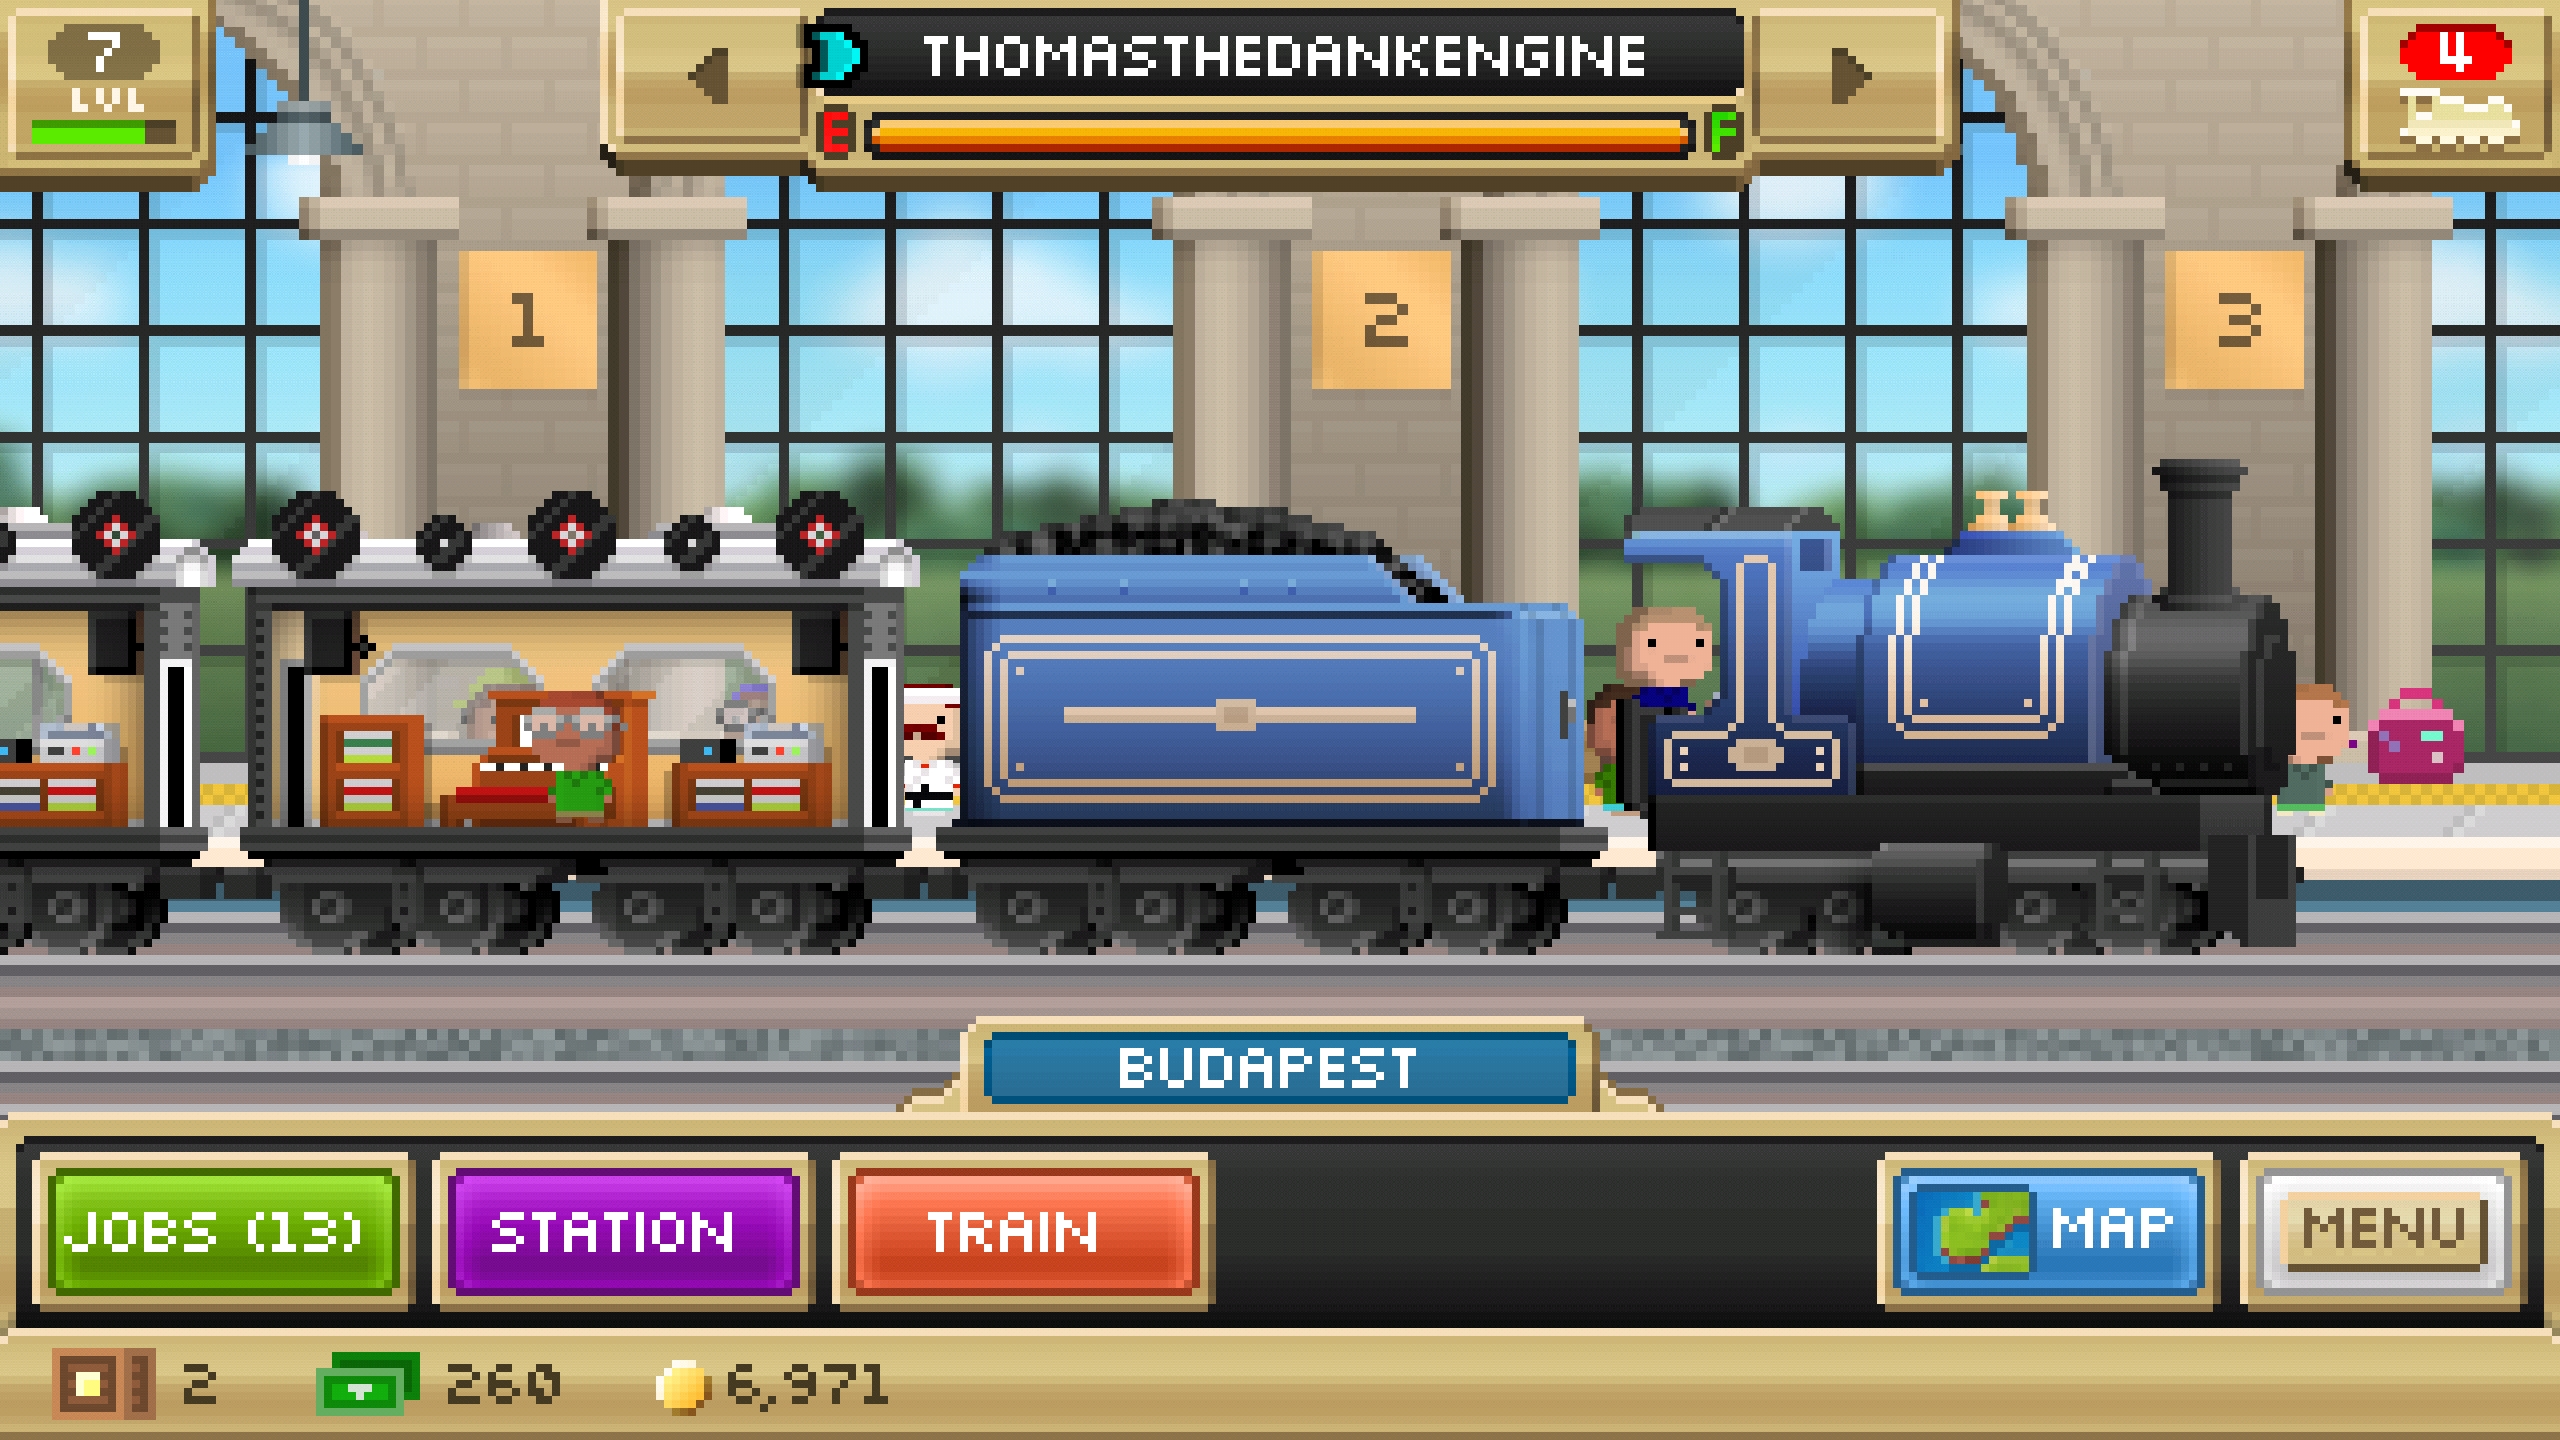 7
LVL
THOMASTHEDANKENGINE
E F
4
1
2
3
BUDAPEST
JOBS (13)
STATION
TRAIN
MAP
MENU
2
260
6,971